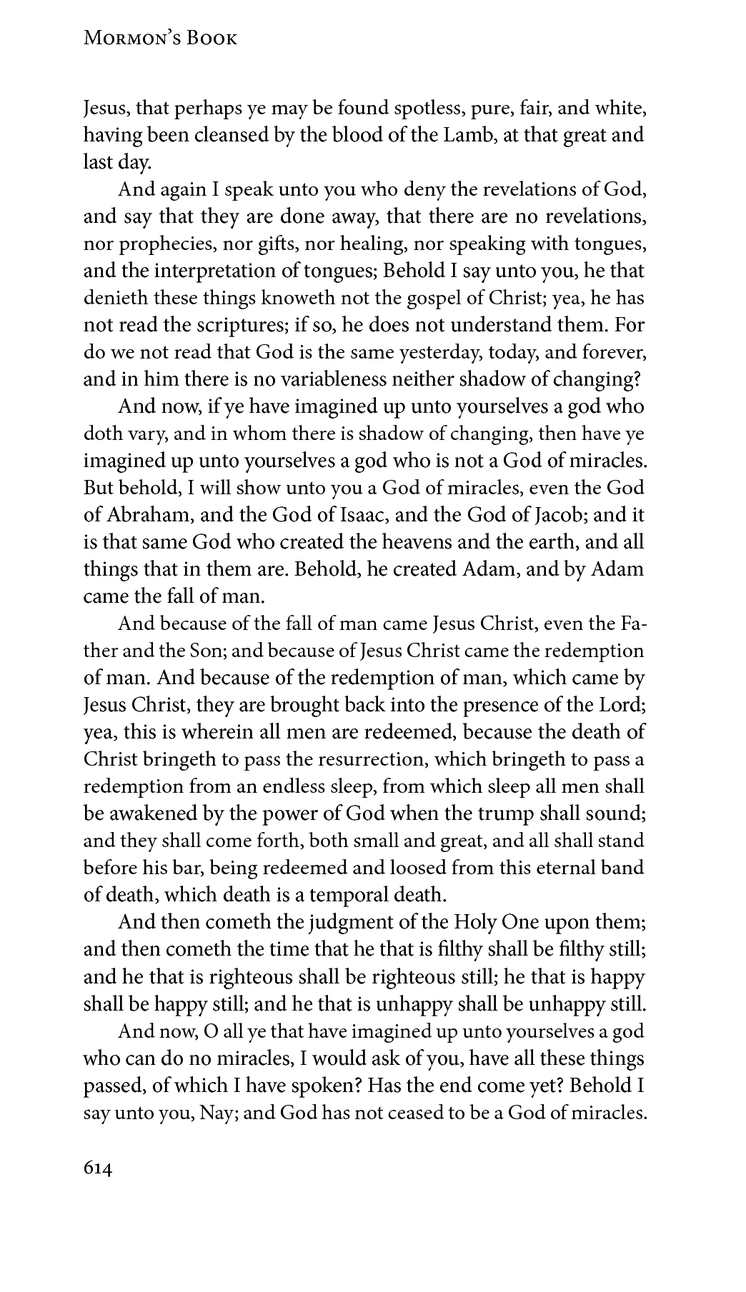 Mormon's Book
Jesus, that perhaps ye may be found spotless, pure, fair, and white,
having been cleansed by the blood of the Lamb, at that great and
last day.
And again I speak unto you who deny the revelations of God,
and say that they are done away, that there are no revelations,
nor prophecies, nor gifts, nor healing, nor speaking with tongues,
and the interpretation of tongues; Behold I say unto you, he that
denieth these things knoweth not the gospel of Christ; yea, he has
not read the scriptures; if so, he does not understand them. For
do we not read that God is the same yesterday, today, and forever,
and in him there is no variableness neither shadow of changing?
And now, if ye have imagined up unto yourselves a god who
doth vary, and in whom there is shadow of changing, then have ye
imagined up unto yourselves a god who is not a God of miracles.
But behold, I will show unto you a God of miracles, even the God
of Abraham, and the God of Isaac, and the God of Jacob; and it
is that same God who created the heavens and the earth, and all
things that in them are. Behold, he created Adam, and by Adam
came the fall of man.
And because of the fall of man came Jesus Christ, even the Fa-
ther and the Son; and because of Jesus Christ came the redemption
of man. And because of the redemption of man, which came by
Jesus Christ, they are brought back into the presence of the Lord;
yea, this is wherein all men are redeemed, because the death of
Christ bringeth to pass the resurrection, which bringeth to pass a
redemption from an endless sleep, from which sleep all men shall
be awakened by the power of God when the trump shall sound;
and they shall come forth, both small and great, and all shall stand
before his bar, being redeemed and loosed from this eternal band
of death, which death is a temporal death.
And then cometh the judgment of the Holy One upon them;
and then cometh the time that he that is filthy shall be filthy still;
and he that is righteous shall be righteous still; he that is happy
shall be happy still; and he that is unhappy shall be unhappy still.
And now, O all ye that have imagined up unto yourselves a god
who can do no miracles, I would ask of you, have all these things
passed, of which I have spoken? Has the end come yet? Behold I
say unto you, Nay; and God has not ceased to be a God of miracles.
614